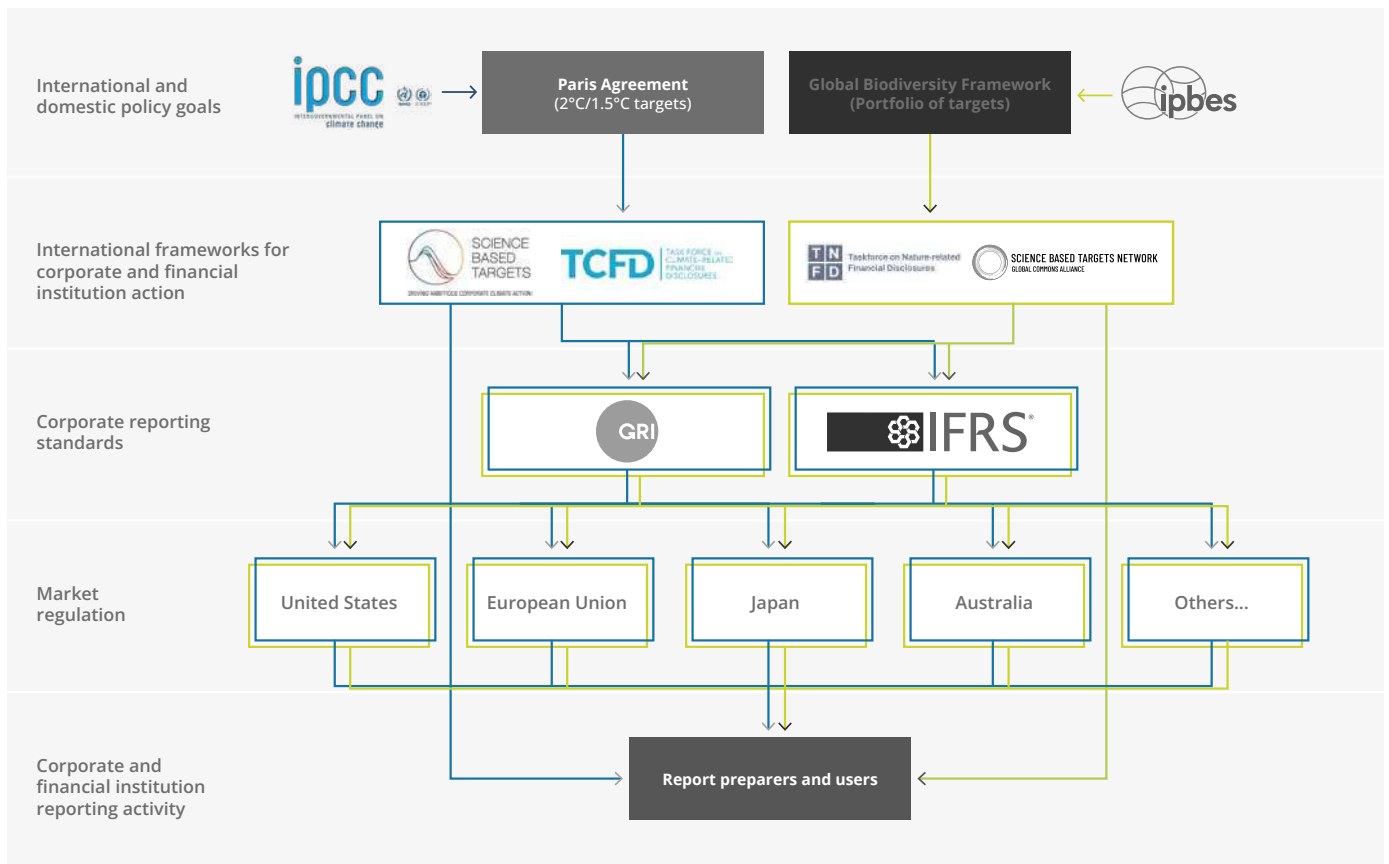 International and
domestic policy goals
ipcc
INTERGOVERNMENTAL PANEL ON
climate change
Paris Agreement
(2°C/1.5°C targets)
Global Biodiversity Framework
(Portfolio of targets)
ipbes
International frameworks for
corporate and financial
institution action
SCIENCE
BASED
TARGETS
DRIVING AMBITIOUS CORPORATE CLIMATE ACTION
TCFD
TASK FORCE ON
CLIMATE-RELATED
FINANCIAL
DISCLOSURES
TN
FD
Taskforce on Nature-related
Financial Disclosures
SCIENCE BASED TARGETS NETWORK
GLOBAL COMMONS ALLIANCE
Corporate reporting
standards
GRI
IFRS®
Market
regulation
United States
European Union
Japan
Australia
Others...
Corporate and
financial institution
reporting activity
Report preparers and users